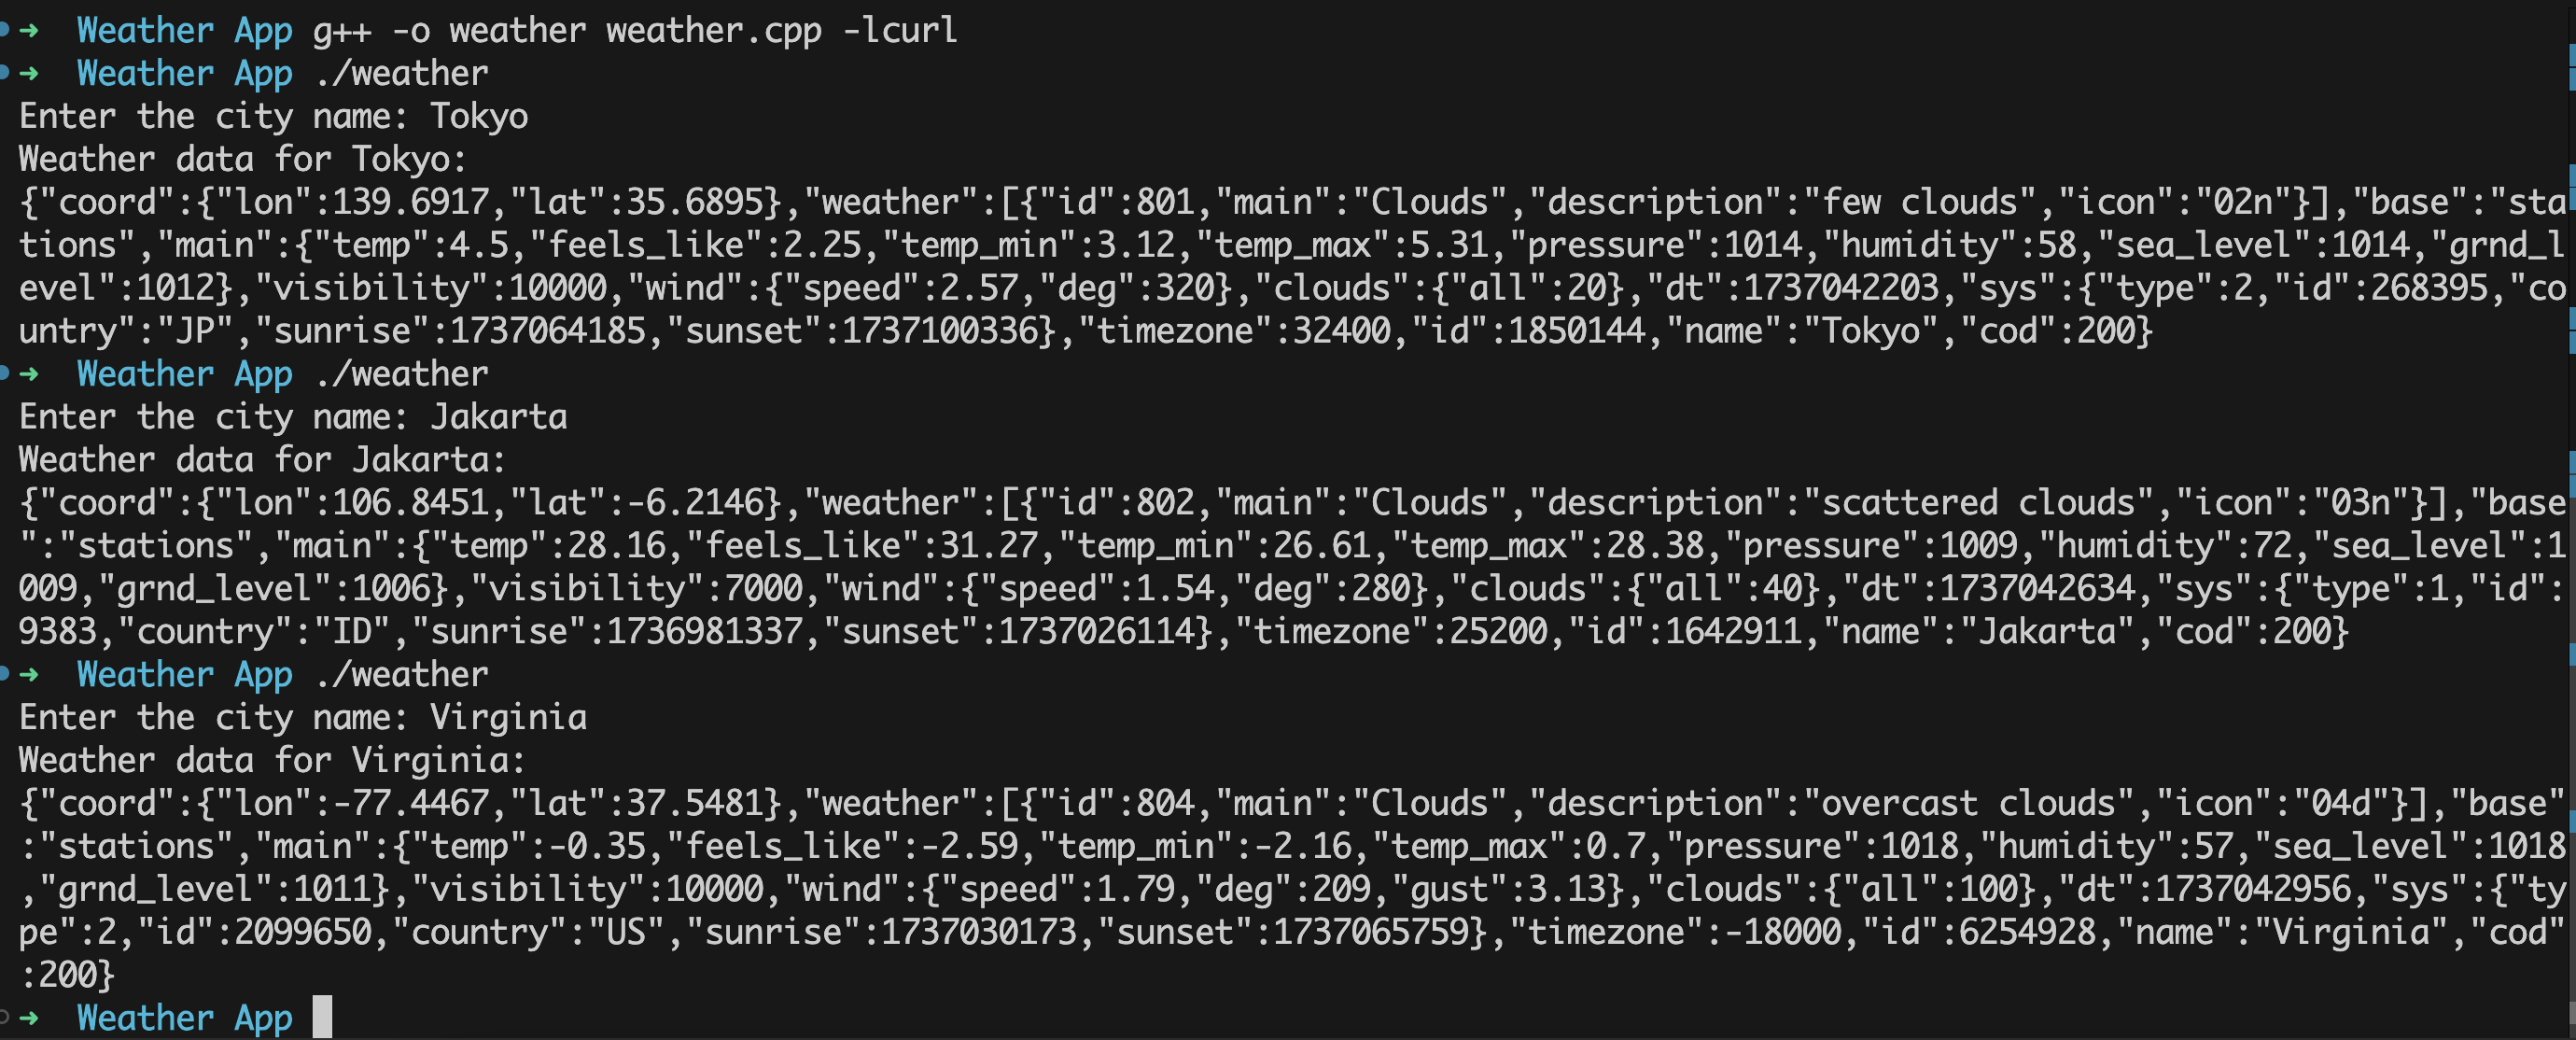 ➜  Weather App g++ -o weather weather.cpp -lcurl
➜  Weather App ./weather
Enter the city name: Tokyo
Weather data for Tokyo:
{"coord":{"lon":139.6917,"lat":35.6895},"weather":[{"id":801,"main":"Clouds","description":"few clouds","icon":"02n"}],"base":"sta
tions","main":{"temp":4.5,"feels_like":2.25,"temp_min":3.12,"temp_max":5.31,"pressure":1014,"humidity":58,"sea_level":1014,"grnd_l
evel":1012},"visibility":10000,"wind":{"speed":2.57,"deg":320},"clouds":{"all":20},"dt":1737042203,"sys":{"type":2,"id":268395,"co
untry":"JP","sunrise":1737064185,"sunset":1737100336},"timezone":32400,"id":1850144,"name":"Tokyo","cod":200}
➜  Weather App ./weather
Enter the city name: Jakarta
Weather data for Jakarta:
{"coord":{"lon":106.8451,"lat":-6.2146},"weather":[{"id":802,"main":"Clouds","description":"scattered clouds","icon":"03n"}],"base
":"stations","main":{"temp":28.16,"feels_like":31.27,"temp_min":26.61,"temp_max":28.38,"pressure":1009,"humidity":72,"sea_level":1
009,"grnd_level":1006},"visibility":7000,"wind":{"speed":1.54,"deg":280},"clouds":{"all":40},"dt":1737042634,"sys":{"type":1,"id":
9383,"country":"ID","sunrise":1736981337,"sunset":1737026114},"timezone":25200,"id":1642911,"name":"Jakarta","cod":200}
➜  Weather App ./weather
Enter the city name: Virginia
Weather data for Virginia:
{"coord":{"lon":-77.4467,"lat":37.5481},"weather":[{"id":804,"main":"Clouds","description":"overcast clouds","icon":"04d"}],"base"
:"stations","main":{"temp":-0.35,"feels_like":-2.59,"temp_min":-2.16,"temp_max":0.7,"pressure":1018,"humidity":57,"sea_level":1018
,"grnd_level":1011},"visibility":10000,"wind":{"speed":1.79,"deg":209,"gust":3.13},"clouds":{"all":100},"dt":1737042956,"sys":{"ty
pe":2,"id":2099650,"country":"US","sunrise":1737030173,"sunset":1737065759},"timezone":-18000,"id":6254928,"name":"Virginia","cod"
:200}
➜  Weather App